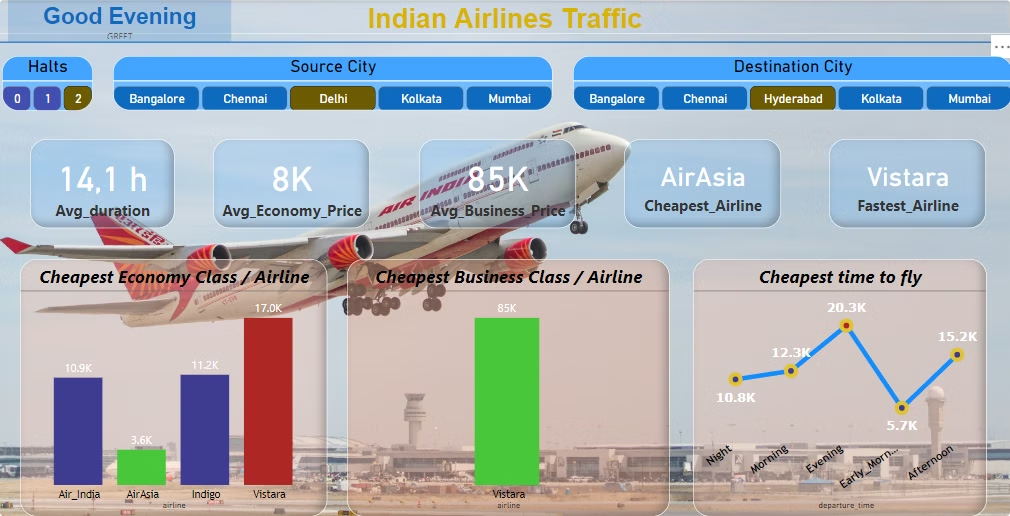 Good Evening
GREET
Indian Airlines Traffic
...
Halts
0 1 2
Source City
Bangalore Chennai Delhi Kolkata Mumbai
Destination City
Bangalore Chennai Hyderabad Kolkata Mumbai
14,1 h
Avg_duration
8K
Avg_Economy_Price
85K
Avg_Business_Price
AirAsia
Cheapest_Airline
Vistara
Fastest_Airline
AIR INDIA
Cheapest Economy Class / Airline
10.9K
3.6K
11.2K
17.0K
Air_India AirAsia Indigo Vistara
airline
Cheapest Business Class / Airline
85K
Vistara
airline
Cheapest time to fly
10.8K
12.3K
20.3K
5.7K
15.2K
Night Morning Evening Early_Morn... Afternoon
departure_time